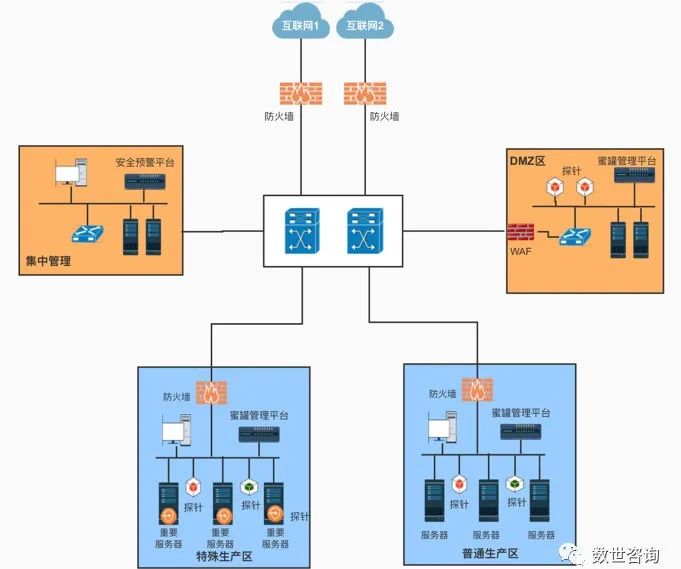 互联网1
互联网2
防火墙
防火墙
安全预警平台
集中管理
DMZ区
蜜罐管理平台
探针
WAF
防火墙
蜜罐管理平台
探针
探针
探针
重要
服务器
重要
服务器
重要
服务器
特殊生产区
防火墙
蜜罐管理平台
探针
探针
服务器
服务器
服务器
普通生产区
数世咨询